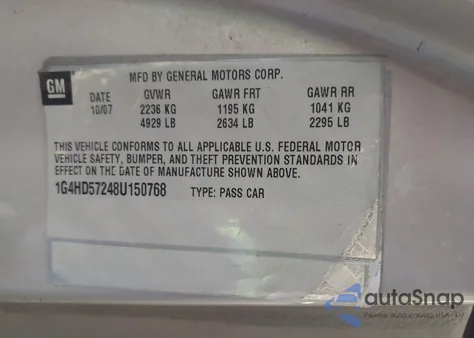 GM
MFD BY GENERAL MOTORS CORP.
DATE GVWR GAWR FRT GAWR RR
10/07 2236 KG 1195 KG 1041 KG
4929 LB 2634 LB 2295 LB
THIS VEHICLE CONFORMS TO ALL APPLICABLE U.S. FEDERAL MOTOR
VEHICLE SAFETY, BUMPER, AND THEFT PREVENTION STANDARDS IN
EFFECT ON THE DATE OF MANUFACTURE SHOWN ABOVE.
1G4HD57248U150768 TYPE: PASS CAR
autoSnap